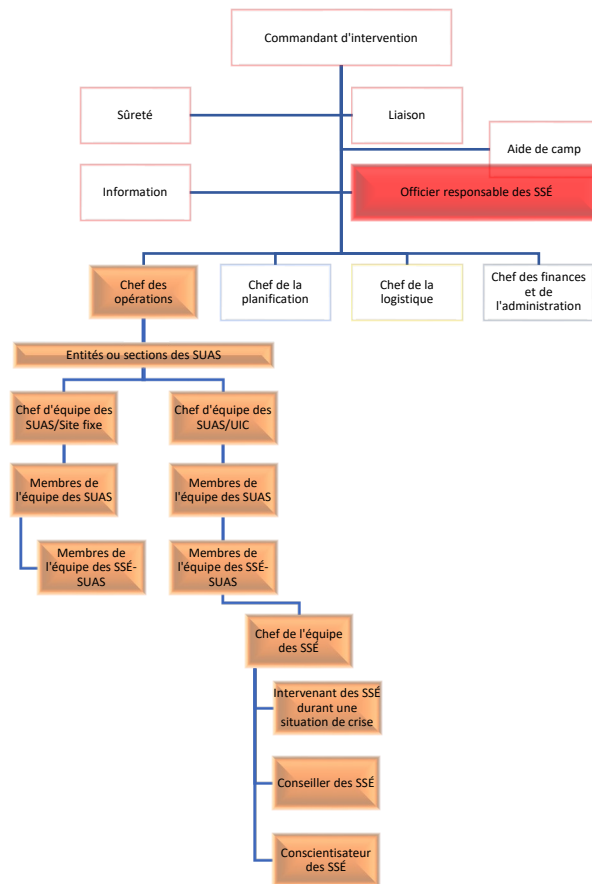 Commandant d'intervention
Sûreté
Liaison
Aide de camp
Information
Officier responsable des SSÉ
Chef des
opérations
Chef de la
planification
Chef de la
logistique
Chef des finances
et de
l'administration
Entités ou sections des SUAS
Chef d'équipe des
SUAS/Site fixe
Chef d'équipe des
SUAS/UIC
Membres de
l'équipe des SUAS
Membres de
l'équipe des SUAS
Membres de
l'équipe des SSÉ-
SUAS
Membres de
l'équipe des SSÉ-
SUAS
Chef de l'équipe
des SSÉ
Intervenant des SSÉ
durant une
situation de crise
Conseiller des SSÉ
Conscientisateur
des SSÉ